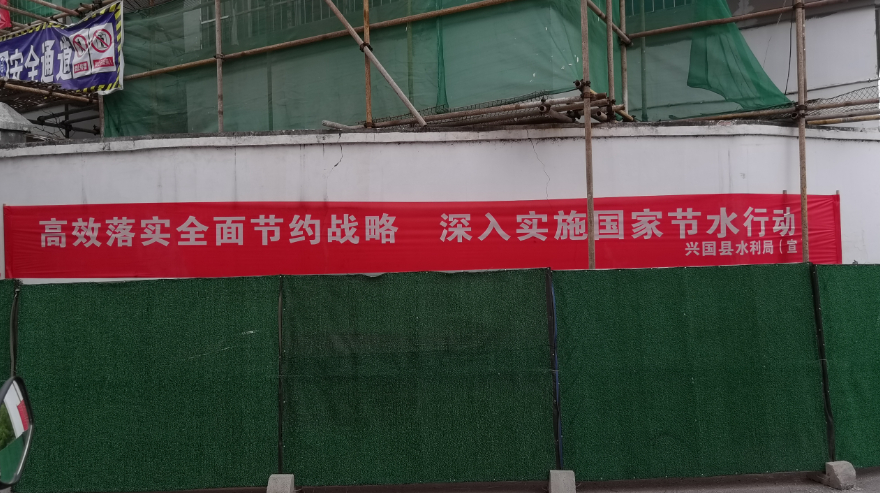 安全通道
高效落实全面节约战略 深入实施国家节水行动
兴国县水利局（宣